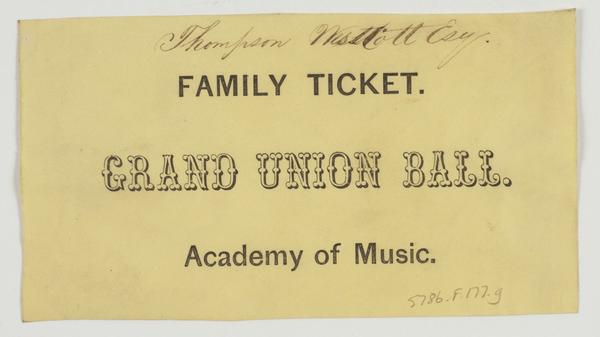 Thompson Westcott Esq.
FAMILY TICKET.
GRAND UNION BALL.
Academy of Music.
5786.F.177.g